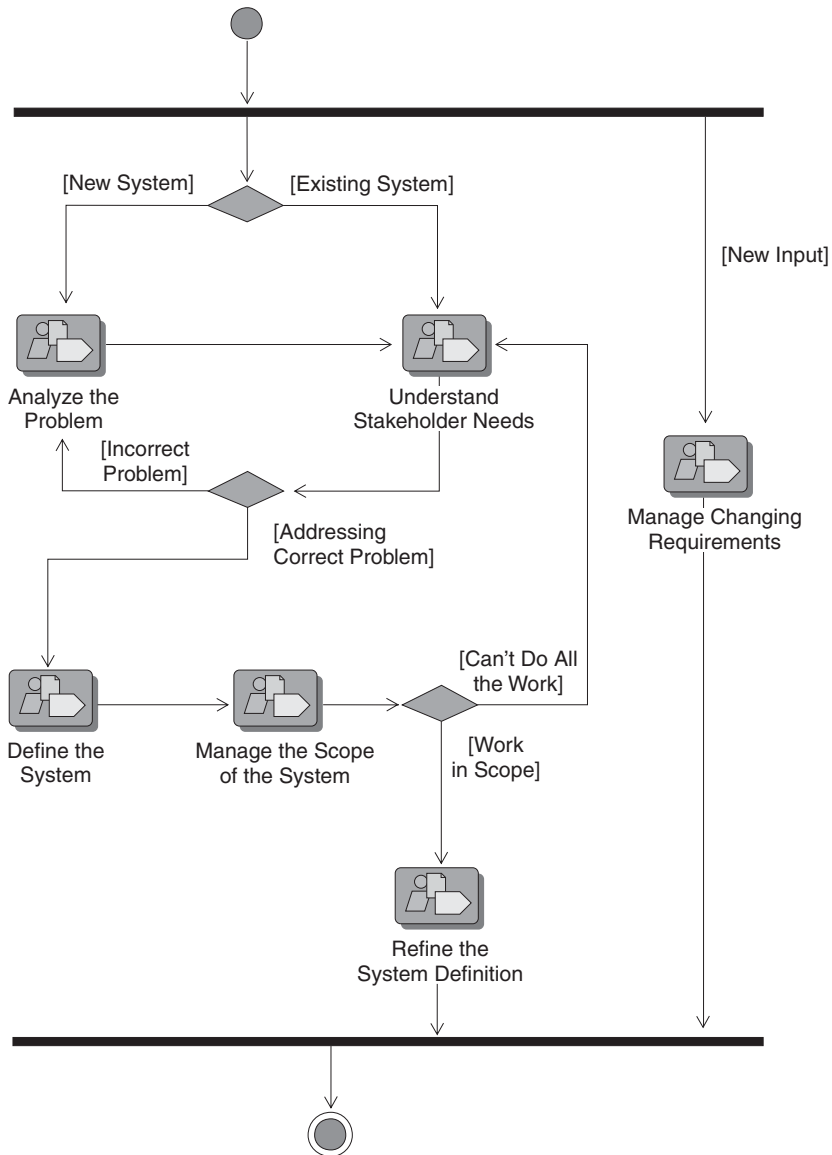 [New System]
[Existing System]
[New Input]
Analyze the
Problem
Understand
Stakeholder Needs
[Incorrect
Problem]
[Addressing
Correct Problem]
Manage Changing
Requirements
[Can't Do All
the Work]
Define the
System
Manage the Scope
of the System
[Work
in Scope]
Refine the
System Definition